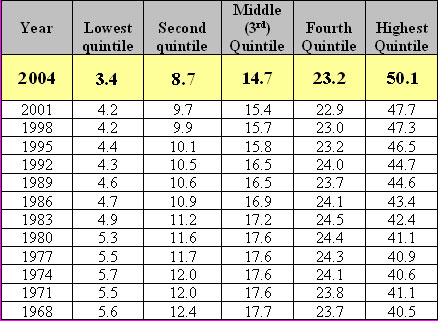 Year Lowest quintile Second quintile Middle (3rd) Quintile Fourth Quintile Highest Quintile
2004 3.4 8.7 14.7 23.2 50.1
2001 4.2 9.7 15.4 22.9 47.7
1998 4.2 9.9 15.7 23.0 47.3
1995 4.4 10.1 15.8 23.2 46.5
1992 4.3 10.5 16.5 24.0 44.7
1989 4.6 10.6 16.5 23.7 44.6
1986 4.7 10.9 16.9 24.1 43.4
1983 4.9 11.2 17.2 24.5 42.4
1980 5.3 11.6 17.6 24.4 41.1
1977 5.5 11.7 17.6 24.3 40.9
1974 5.7 12.0 17.6 24.1 40.6
1971 5.5 12.0 17.6 23.8 41.1
1968 5.6 12.4 17.7 23.7 40.5